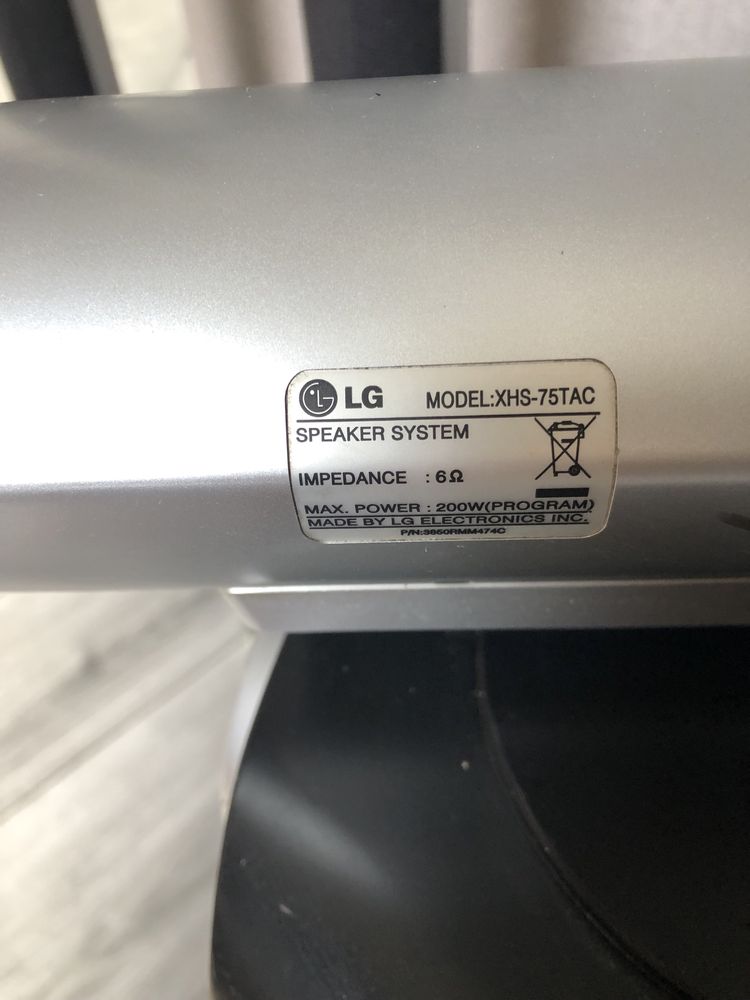 LG MODEL:XHS-75TAC
SPEAKER SYSTEM
IMPEDANCE : 6Ω
MAX. POWER : 200W(PROGRAM)
MADE BY LG ELECTRONICS INC.
P/N:3850RMM474C